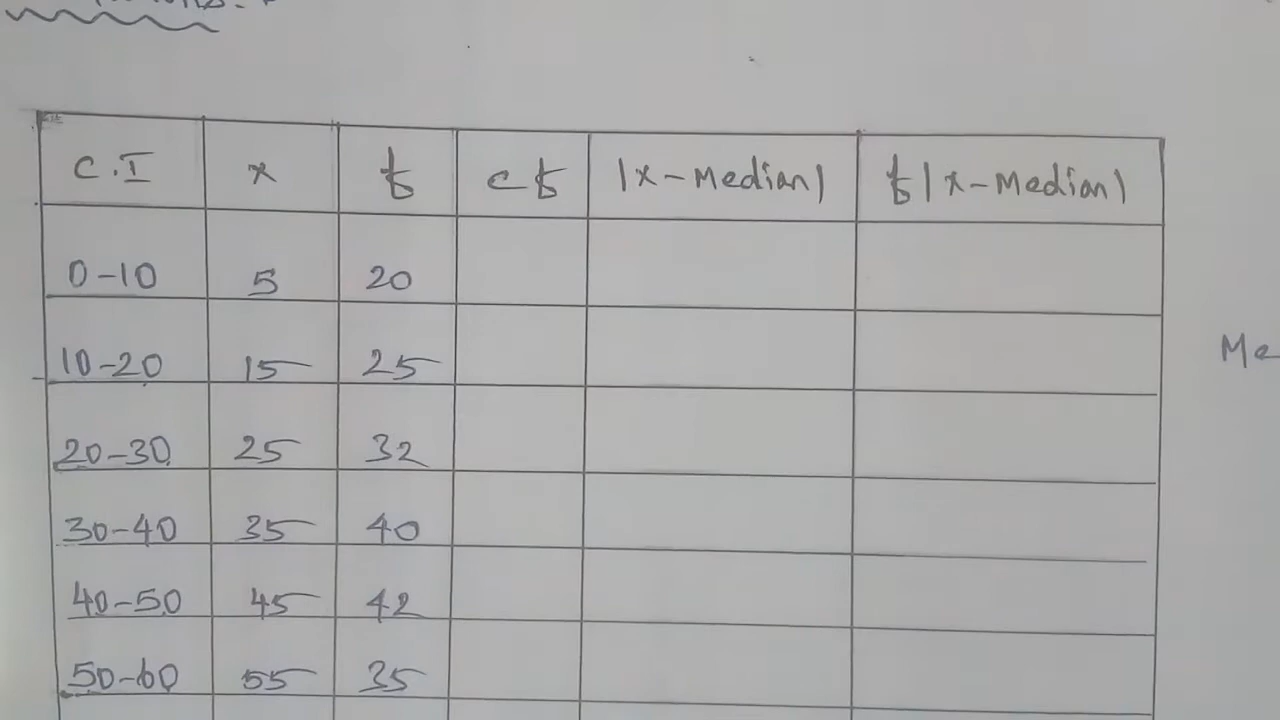 C.I x f cf |x-Median| f|x-Median|
0-10 5 20
10-20 15 25
20-30 25 32
30-40 35 40
40-50 45 42
50-60 55 35
Me